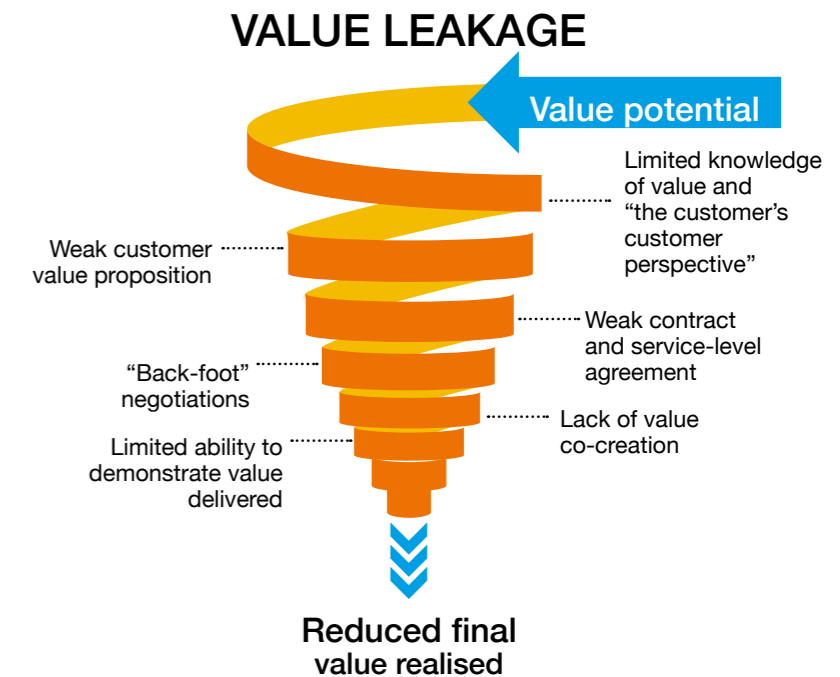 VALUE LEAKAGE
Value potential
Limited knowledge
of value and
“the customer’s
customer
perspective”
Weak customer
value proposition
Weak contract
and service-level
agreement
“Back-foot”
negotiations
Lack of value
co-creation
Limited ability to
demonstrate value
delivered
Reduced final
value realised